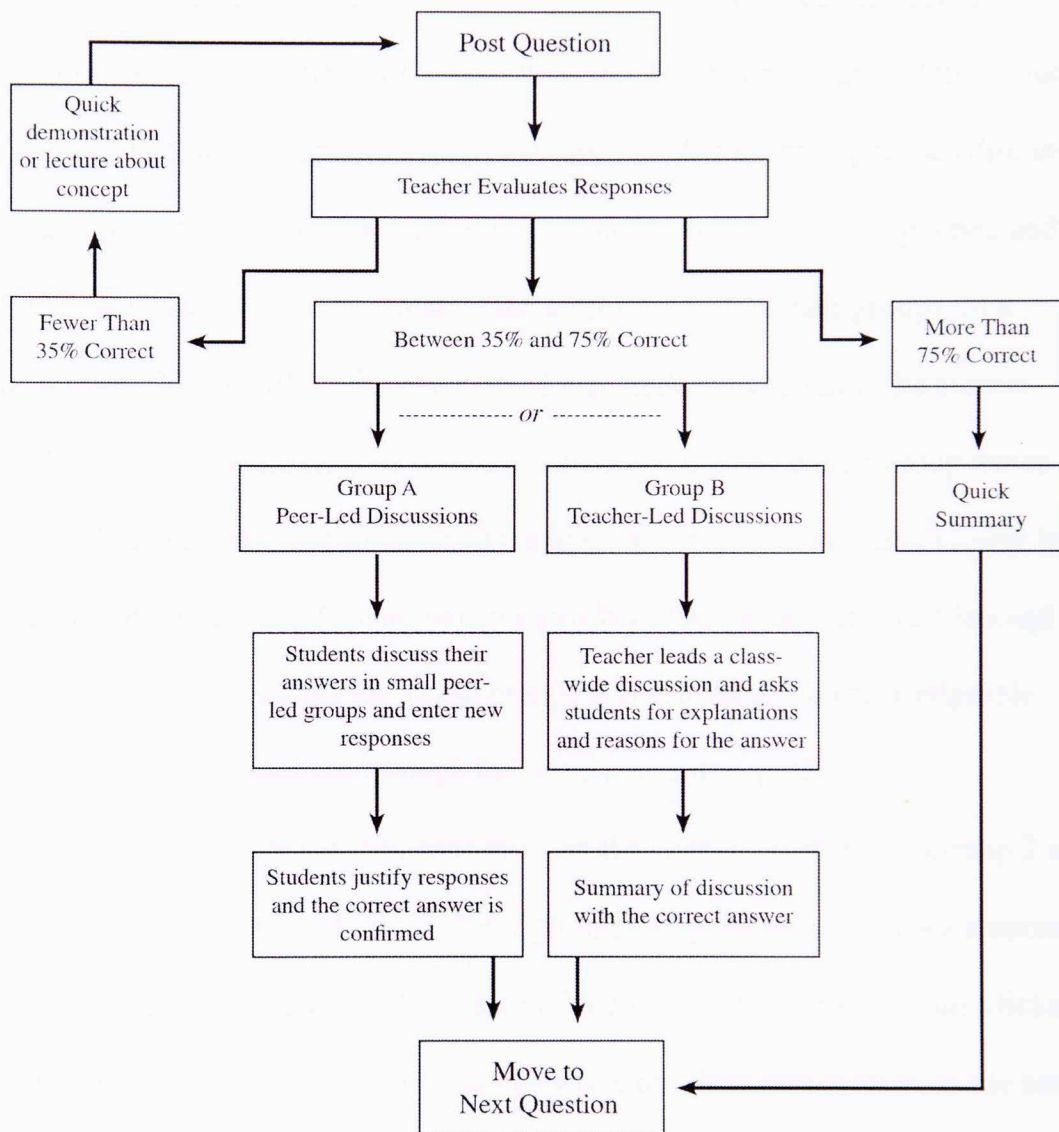 Post Question
Quick
demonstration
or lecture about
concept
Teacher Evaluates Responses
Fewer Than
35% Correct
Between 35% and 75% Correct
More Than
75% Correct
or
Group A
Peer-Led Discussions
Group B
Teacher-Led Discussions
Quick
Summary
Students discuss their
answers in small peer-
led groups and enter new
responses
Teacher leads a class-
wide discussion and asks
students for explanations
and reasons for the answer
Students justify responses
and the correct answer is
confirmed
Summary of discussion
with the correct answer
Move to
Next Question